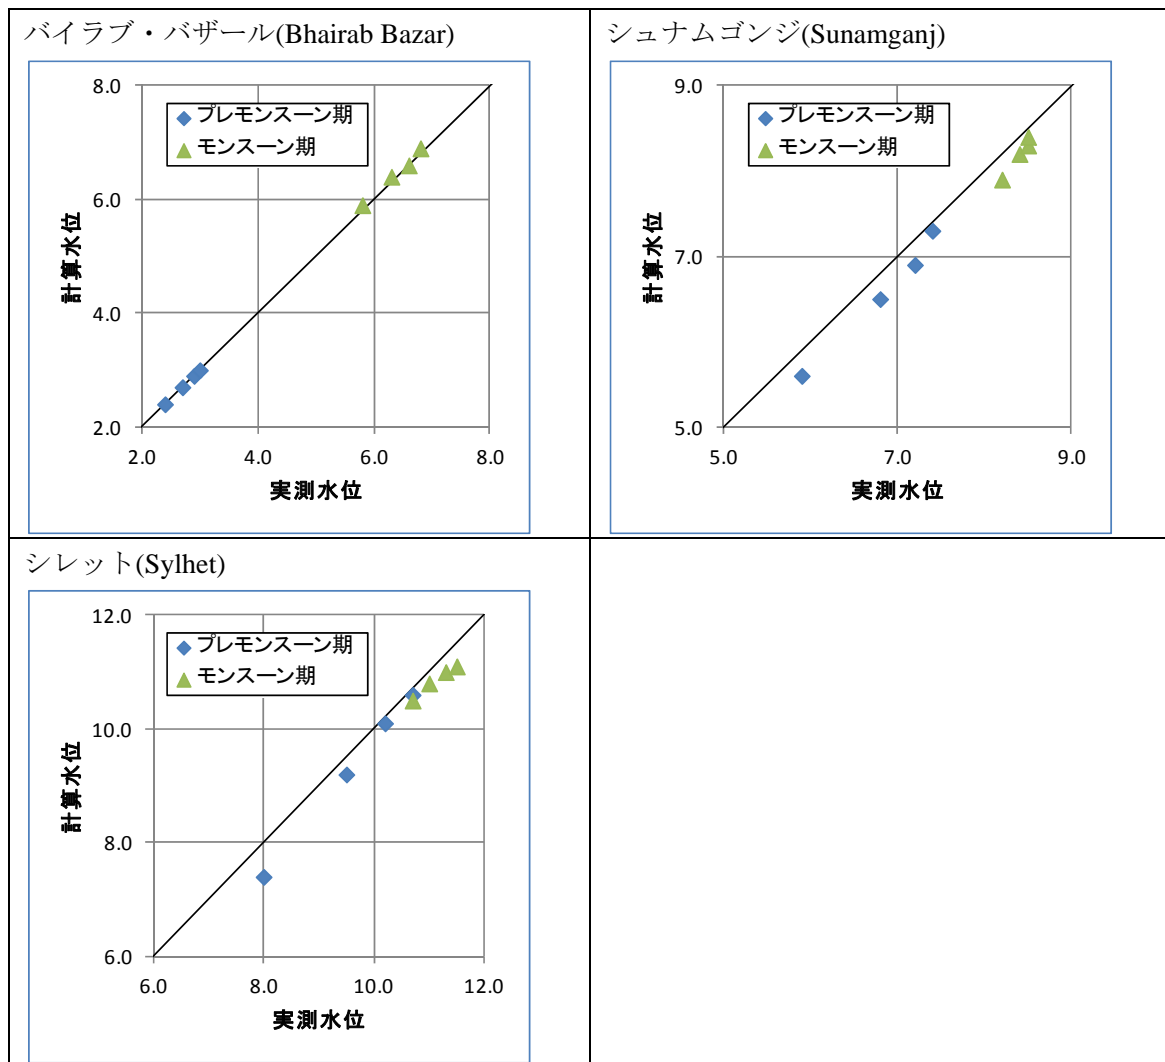 バイラブ・バザール(Bhairab Bazar)
8.0
6.0
4.0
2.0
計算水位
プレモンスーン期
モンスーン期
2.0 4.0 6.0 8.0
実測水位
シュナムゴンジ(Sunamganj)
9.0
7.0
5.0
計算水位
プレモンスーン期
モンスーン期
5.0 7.0 9.0
実測水位
シレット(Sylhet)
12.0
10.0
8.0
6.0
計算水位
プレモンスーン期
モンスーン期
6.0 8.0 10.0 12.0
実測水位